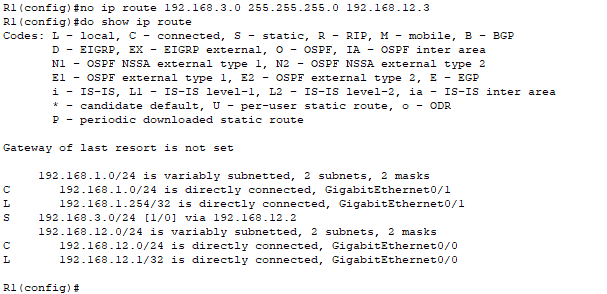 R1(config)#no ip route 192.168.3.0 255.255.255.0 192.168.12.3
R1(config)#do show ip route
Codes: L - local, C - connected, S - static, R - RIP, M - mobile, B - BGP
       D - EIGRP, EX - EIGRP external, O - OSPF, IA - OSPF inter area
       N1 - OSPF NSSA external type 1, N2 - OSPF NSSA external type 2
       E1 - OSPF external type 1, E2 - OSPF external type 2, E - EGP
       i - IS-IS, L1 - IS-IS level-1, L2 - IS-IS level-2, ia - IS-IS inter area
       * - candidate default, U - per-user static route, o - ODR
       P - periodic downloaded static route
Gateway of last resort is not set
     192.168.1.0/24 is variably subnetted, 2 subnets, 2 masks
C       192.168.1.0/24 is directly connected, GigabitEthernet0/1
L       192.168.1.254/32 is directly connected, GigabitEthernet0/1
S    192.168.3.0/24 [1/0] via 192.168.12.2
     192.168.12.0/24 is variably subnetted, 2 subnets, 2 masks
C       192.168.12.0/24 is directly connected, GigabitEthernet0/0
L       192.168.12.1/32 is directly connected, GigabitEthernet0/0
R1(config)#